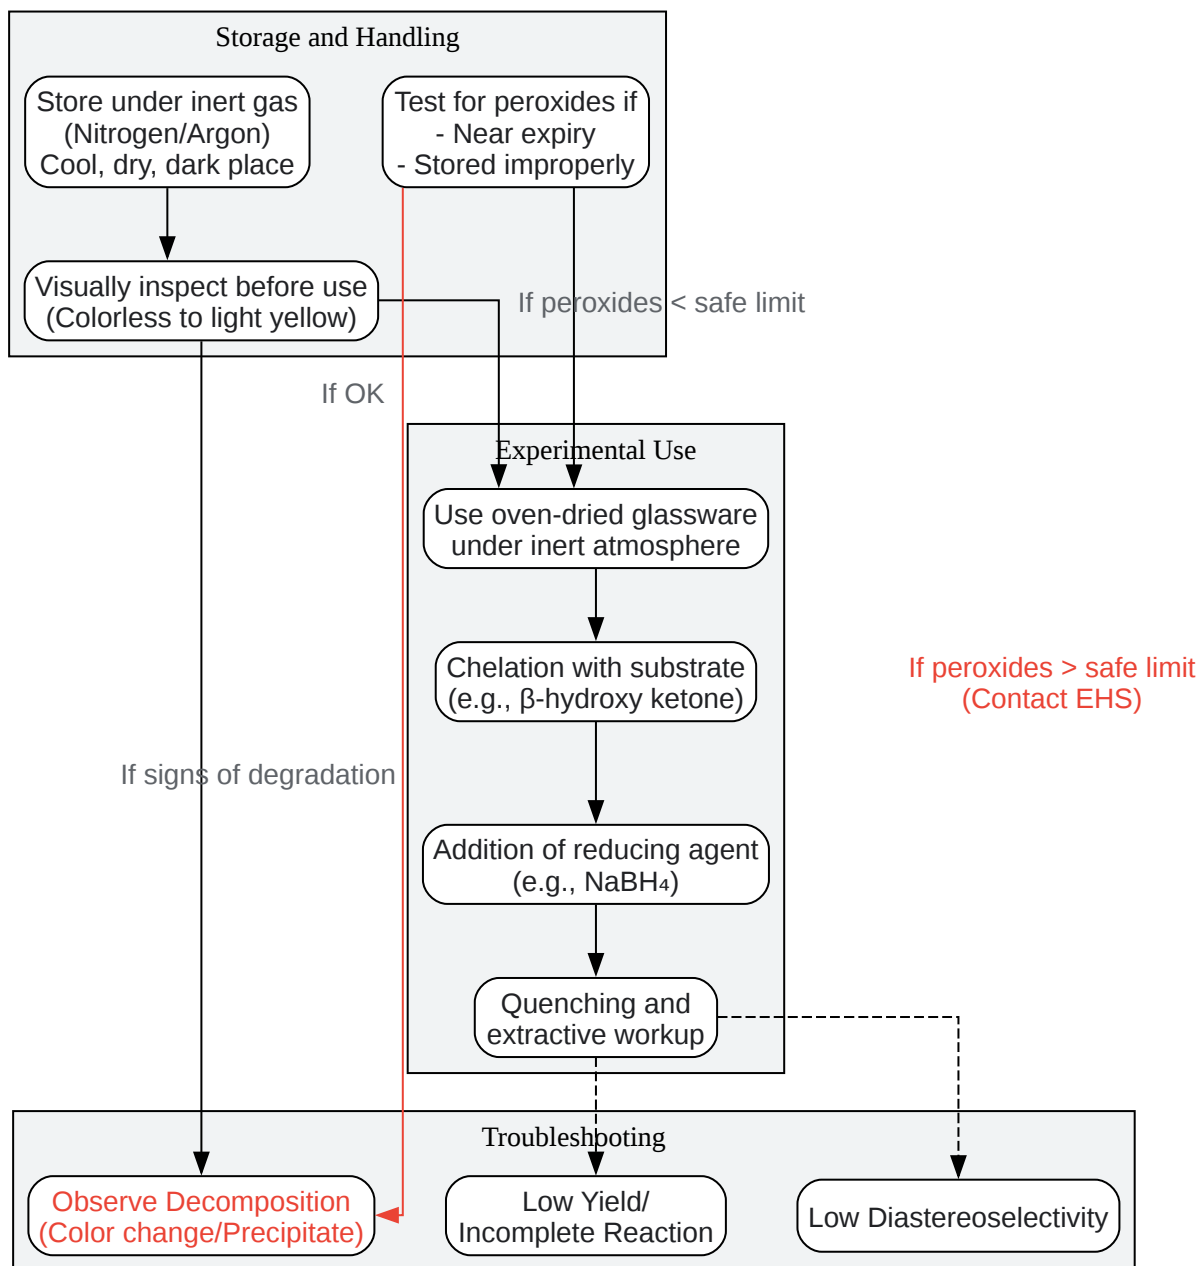 Storage and Handling
Store under inert gas
(Nitrogen/Argon)
Cool, dry, dark place
Test for peroxides if
- Near expiry
- Stored improperly
Visually inspect before use
(Colorless to light yellow)
If peroxides < safe limit
If OK
Experimental Use
Use oven-dried glassware
under inert atmosphere
Chelation with substrate
(e.g., β-hydroxy ketone)
If peroxides > safe limit
(Contact EHS)
If signs of degradation
Addition of reducing agent
(e.g., NaBH₄)
Quenching and
extractive workup
Troubleshooting
Observe Decomposition
(Color change/Precipitate)
Low Yield/
Incomplete Reaction
Low Diastereoselectivity